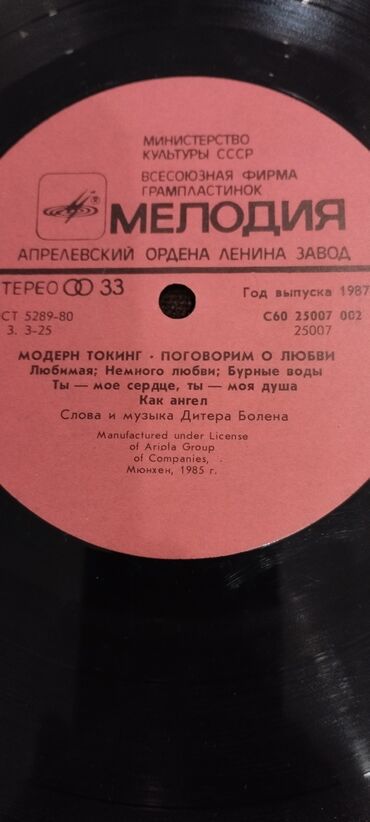 МИНИСТЕРСТВО
КУЛЬТУРЫ СССР
ВСЕСОЮЗНАЯ ФИРМА
ГРАМПЛАСТИНОК
МЕЛОДИЯ
АПРЕЛЕВСКИЙ ОРДЕНА ЛЕНИНА ЗАВОД
ТЕРЕО 33
Год выпуска 1987
СТ 5289-80
С60 25007 002
3. 3-25
25007
МОДЕРН ТОКИНГ · ПОГОВОРИМ О ЛЮБВИ
Любимая; Немного любви; Бурные воды
Ты — мое сердце, ты — моя душа
Как ангел
Слова и музыка Дитера Болена
Manufactured under License
of Ariola Group
of Companies,
Мюнхен, 1985 г.